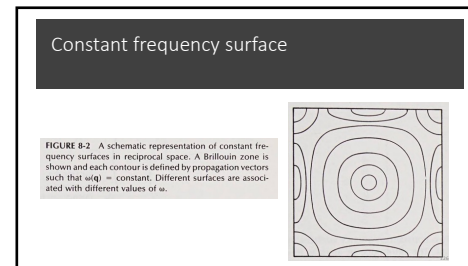 Constant frequency surface
FIGURE 8-2 A schematic representation of constant fre-
quency surfaces in reciprocal space. A Brillouin zone is
shown and each contour is defined by propagation vectors
such that ω(q) = constant. Different surfaces are associ-
ated with different values of ω.